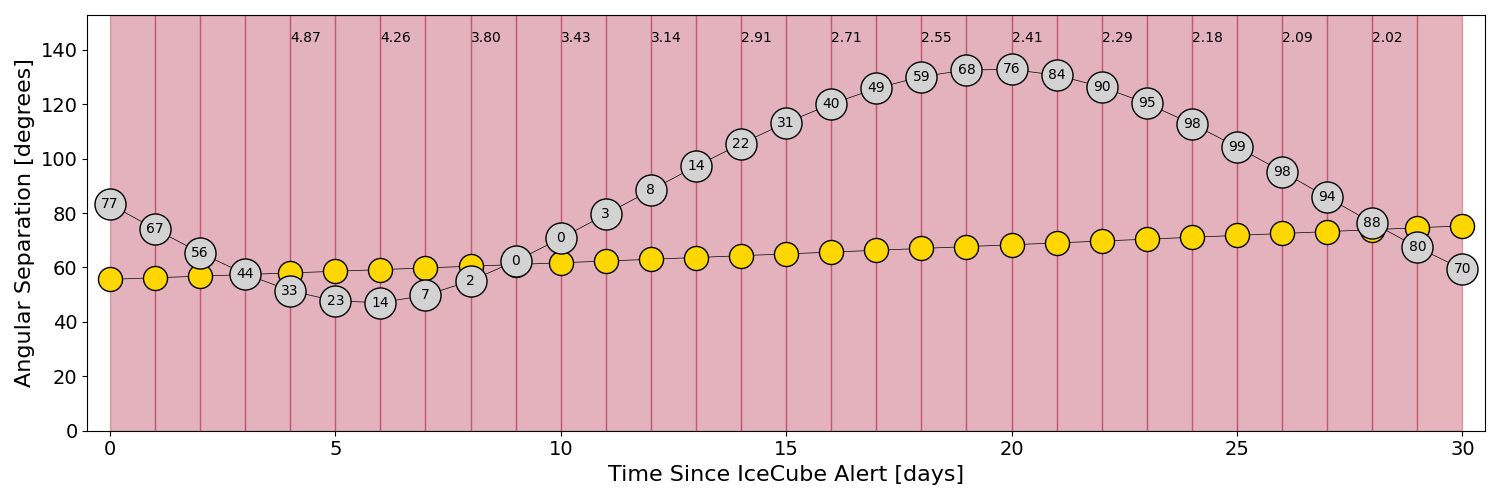 4.87 4.26 3.80 3.43 3.14 2.91 2.71 2.55 2.41 2.29 2.18 2.09 2.02
77 67 56 44 33 23 14 7 2 0 0 3 8 14 22 31 40 49 59 68 76 84 90 95 98 99 98 94 88 80 70
140
120
100
80
60
40
20
0
Angular Separation [degrees]
0 5 10 15 20 25 30
Time Since IceCube Alert [days]